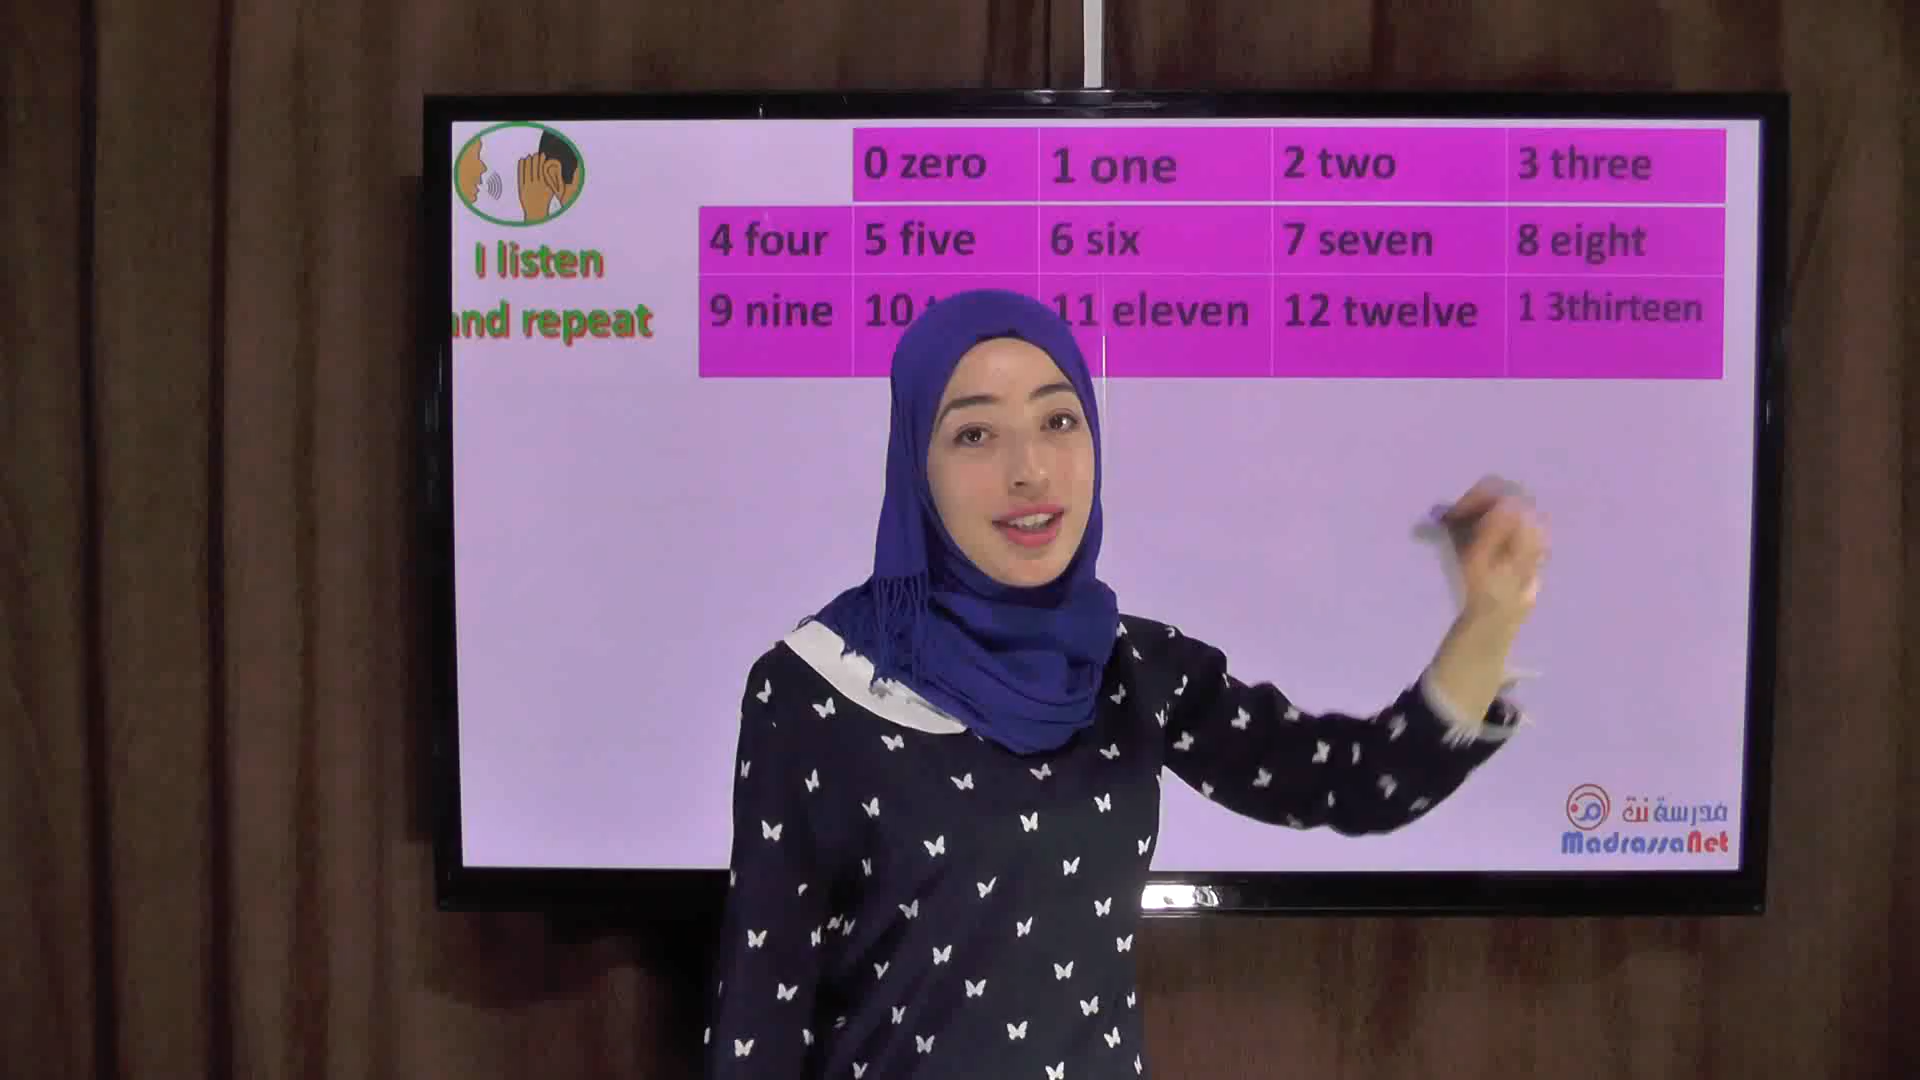 0 zero 1 one 2 two 3 three
4 four 5 five 6 six 7 seven 8 eight
9 nine 10 11 eleven 12 twelve 1 3thirteen
I listen
and repeat
مدرسة نت
MadrassaNet